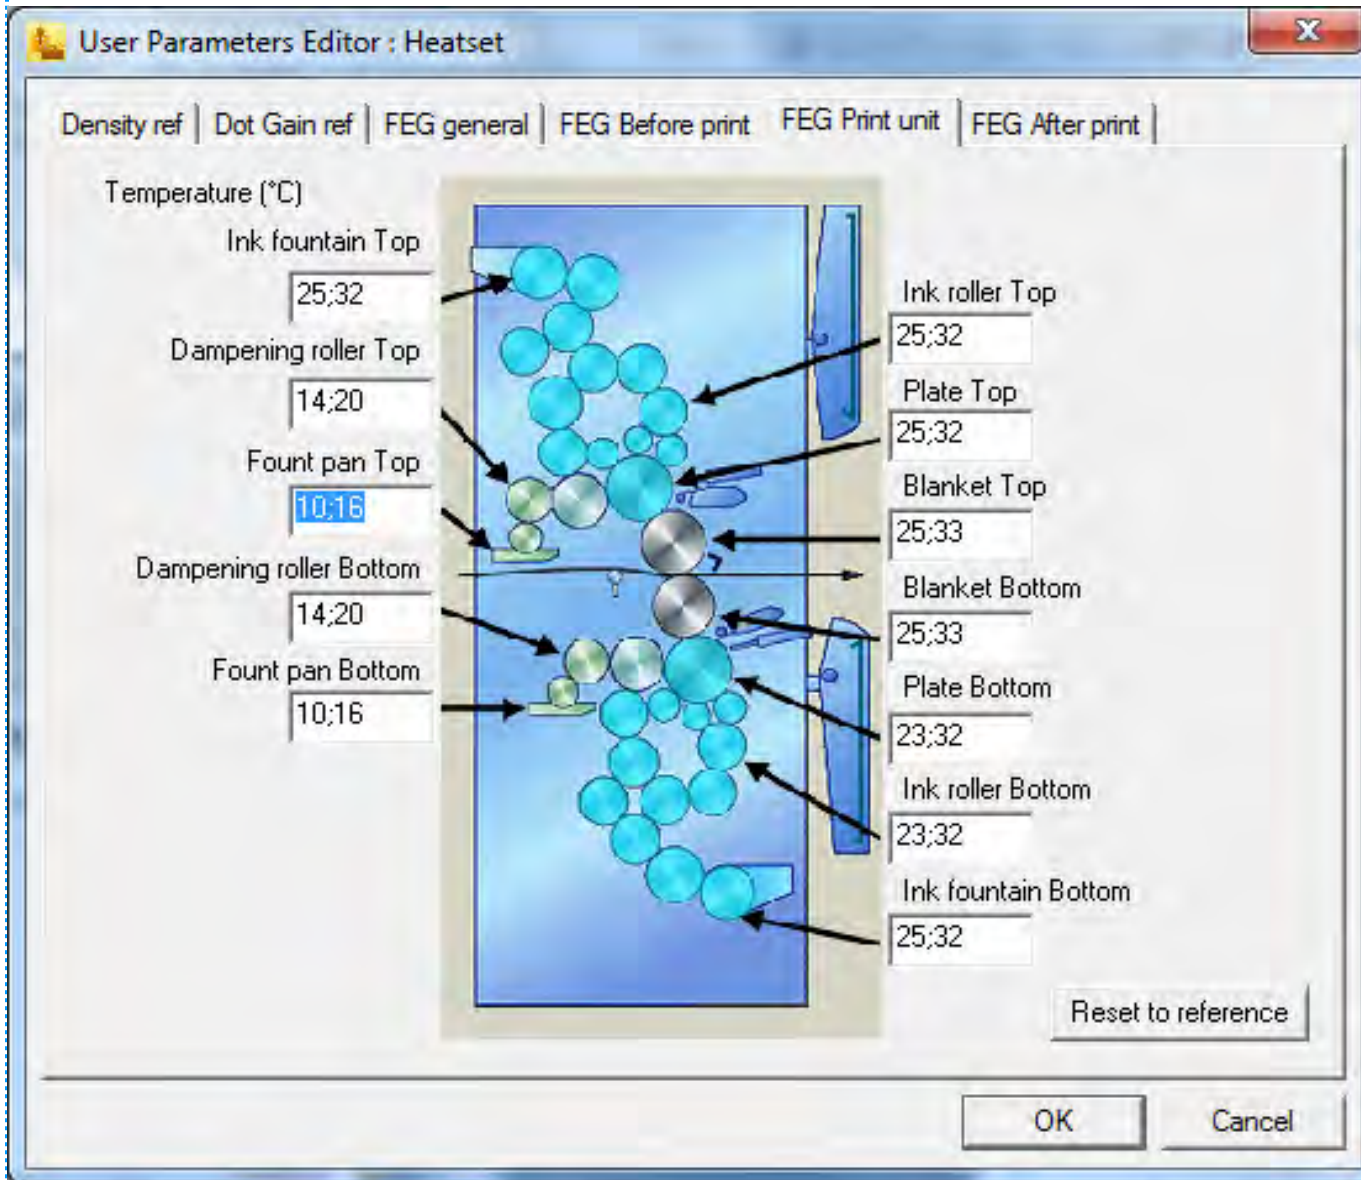 User Parameters Editor : Heatset
x
Density ref
Dot Gain ref
FEG general
FEG Before print
FEG Print unit
FEG After print
Temperature (°C)
Ink fountain Top
25;32
Dampening roller Top
14;20
Fount pan Top
10;16
Dampening roller Bottom
14;20
Fount pan Bottom
10;16
Ink roller Top
25;32
Plate Top
25;32
Blanket Top
25;33
Blanket Bottom
25;33
Plate Bottom
23;32
Ink roller Bottom
23;32
Ink fountain Bottom
25;32
Reset to reference
OK
Cancel